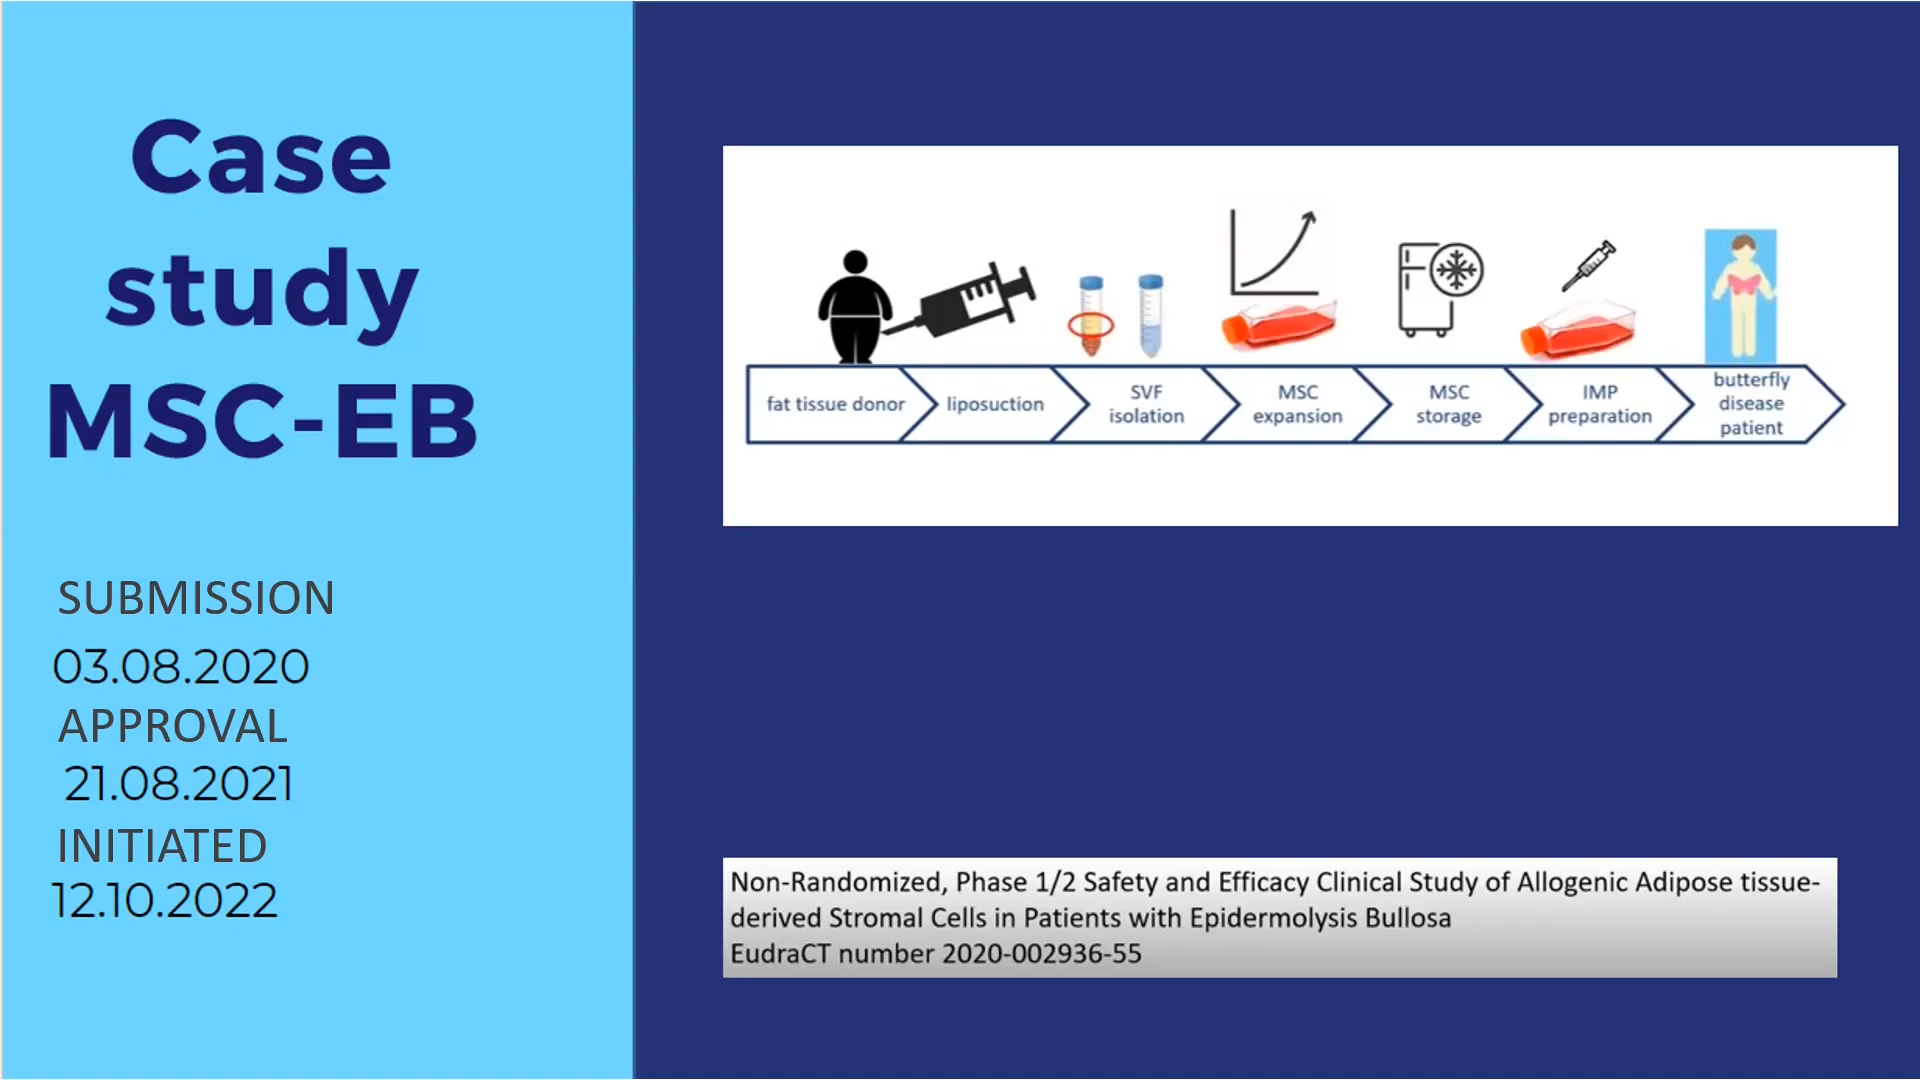 Case
study
MSC-EB
SUBMISSION
03.08.2020
APPROVAL
21.08.2021
INITIATED
12.10.2022
fat tissue donor
liposuction
SVF
isolation
MSC
expansion
MSC
storage
IMP
preparation
butterfly
disease
patient
Non-Randomized, Phase 1/2 Safety and Efficacy Clinical Study of Allogenic Adipose tissue-
derived Stromal Cells in Patients with Epidermolysis Bullosa
EudraCT number 2020-002936-55